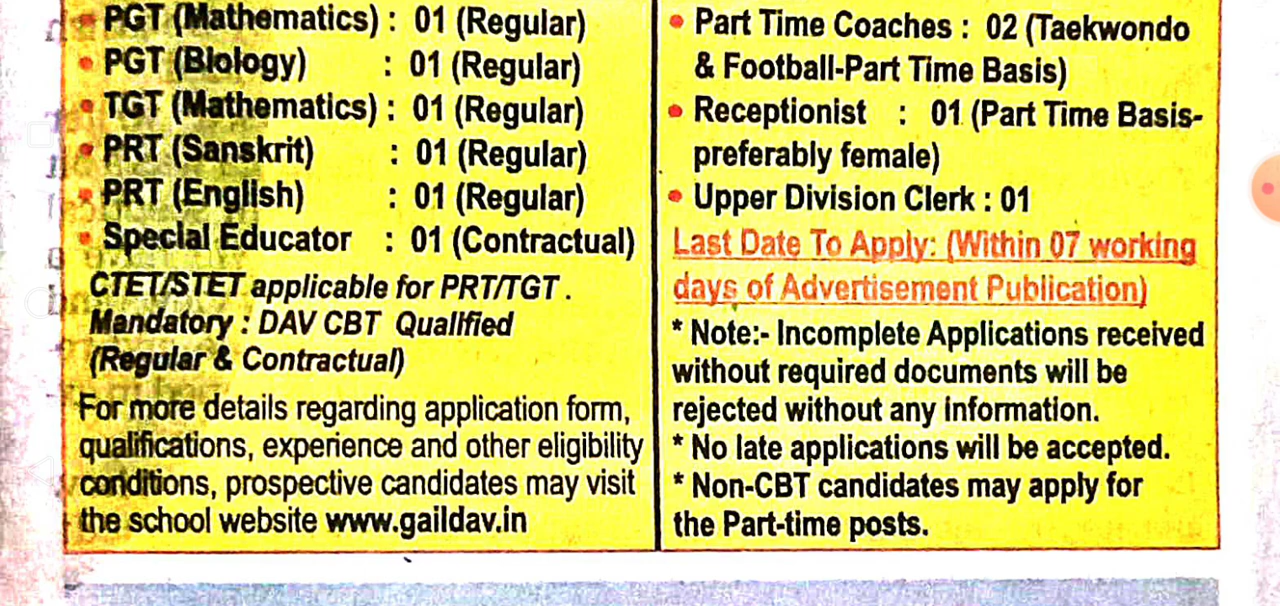 • PGT (Mathematics) : 01 (Regular)
• PGT (Biology) : 01 (Regular)
• TGT (Mathematics) : 01 (Regular)
• PRT (Sanskrit) : 01 (Regular)
• PRT (English) : 01 (Regular)
• Special Educator : 01 (Contractual)
CTET/STET applicable for PRT/TGT .
Mandatory : DAV CBT Qualified
(Regular & Contractual)
For more details regarding application form,
qualifications, experience and other eligibility
conditions, prospective candidates may visit
the school website www.gaildav.in
• Part Time Coaches : 02 (Taekwondo
& Football-Part Time Basis)
• Receptionist : 01 (Part Time Basis-
preferably female)
• Upper Division Clerk : 01
Last Date To Apply: (Within 07 working
days of Advertisement Publication)
* Note:- Incomplete Applications received
without required documents will be
rejected without any information.
* No late applications will be accepted.
* Non-CBT candidates may apply for
the Part-time posts.